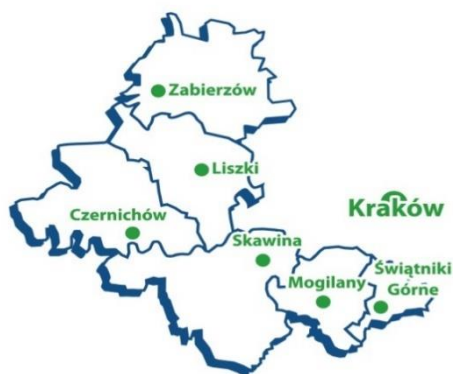 Zabierzów
Liszki
Czernichów
Kraków
Skawina
Mogilany
Świątniki
Górne